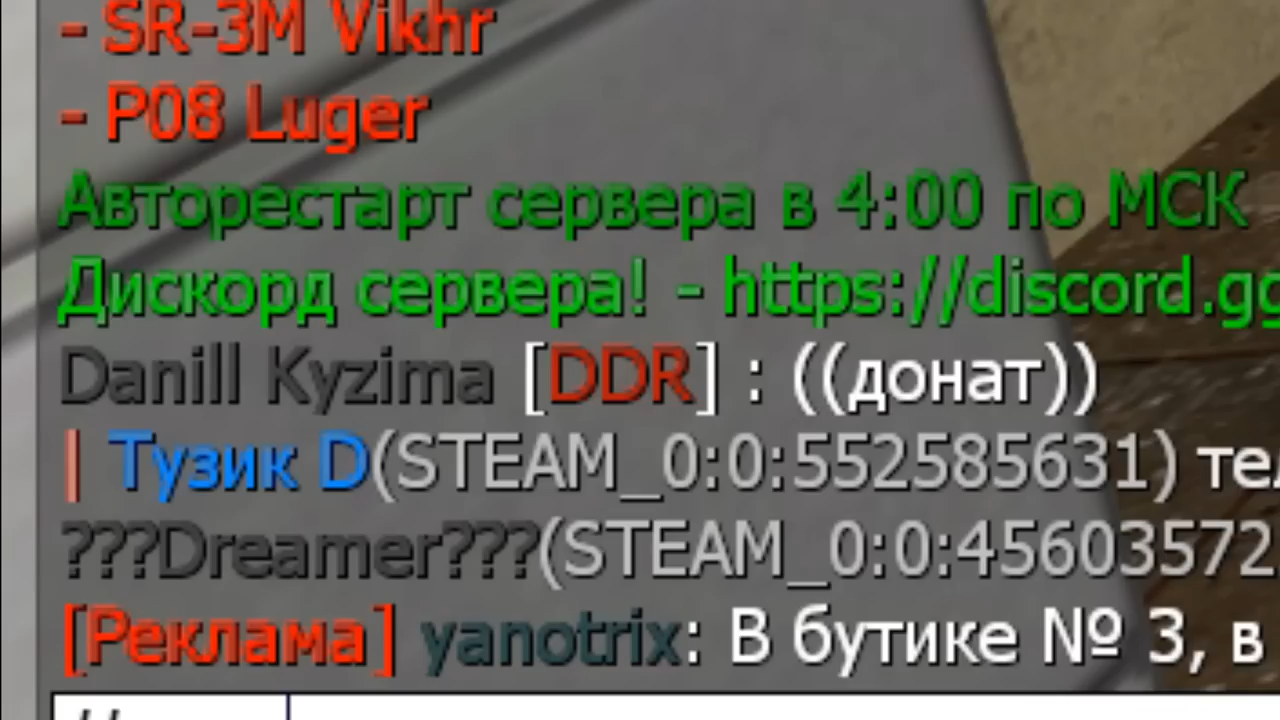 - SR-3M Vikhr
- P08 Luger
Авторестарт сервера в 4:00 по МСК
Дискорд сервера! - https://discord.gg
Danill Kyzima [DDR] : ((донат))
| Тузик D(STEAM_0:0:552585631) тел
???Dreamer???(STEAM_0:0:45603572
[Реклама] yanotrix: В бутике № 3, в